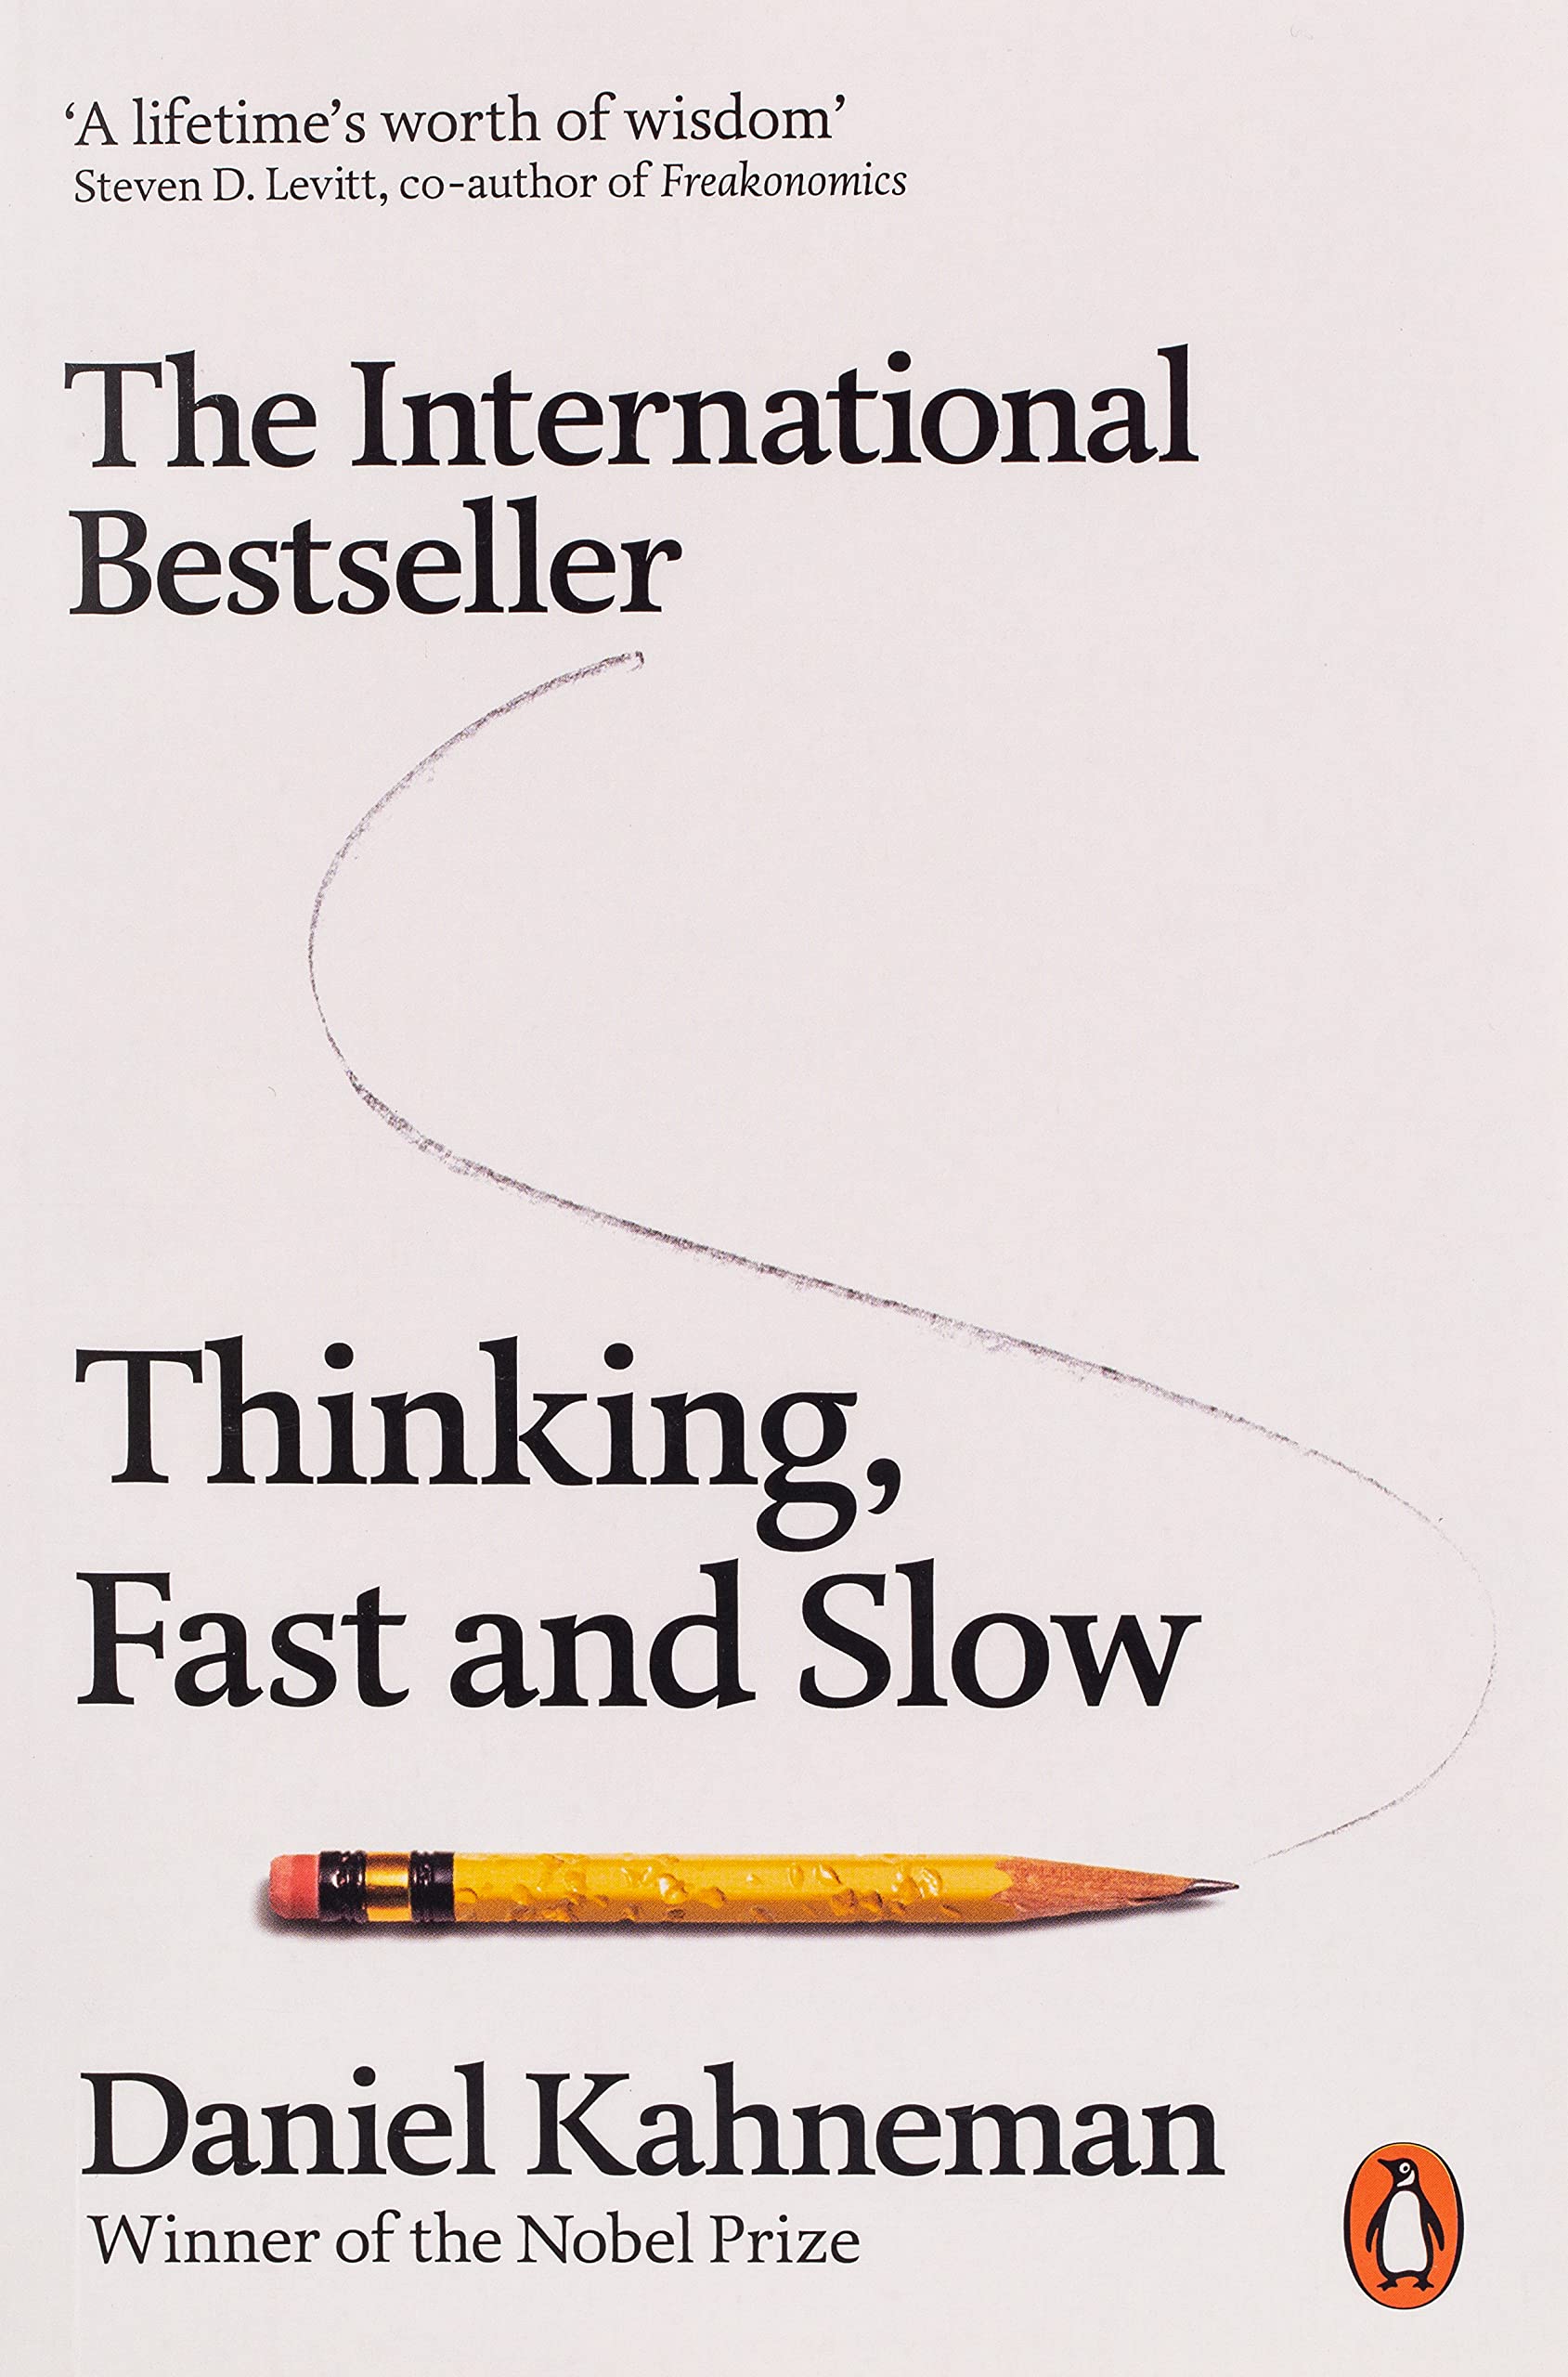 ‘A lifetime’s worth of wisdom’
Steven D. Levitt, co-author of Freakonomics
The International
Bestseller
Thinking,
Fast and Slow
Daniel Kahneman
Winner of the Nobel Prize